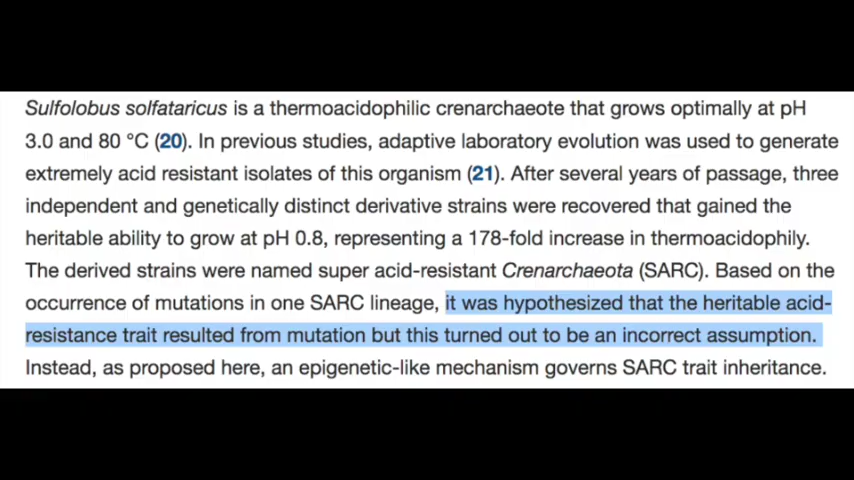 Sulfolobus solfataricus is a thermoacidophilic crenarchaeote that grows optimally at pH
3.0 and 80 °C (20). In previous studies, adaptive laboratory evolution was used to generate
extremely acid resistant isolates of this organism (21). After several years of passage, three
independent and genetically distinct derivative strains were recovered that gained the
heritable ability to grow at pH 0.8, representing a 178-fold increase in thermoacidophily.
The derived strains were named super acid-resistant Crenarchaeota (SARC). Based on the
occurrence of mutations in one SARC lineage, it was hypothesized that the heritable acid-
resistance trait resulted from mutation but this turned out to be an incorrect assumption.
Instead, as proposed here, an epigenetic-like mechanism governs SARC trait inheritance.